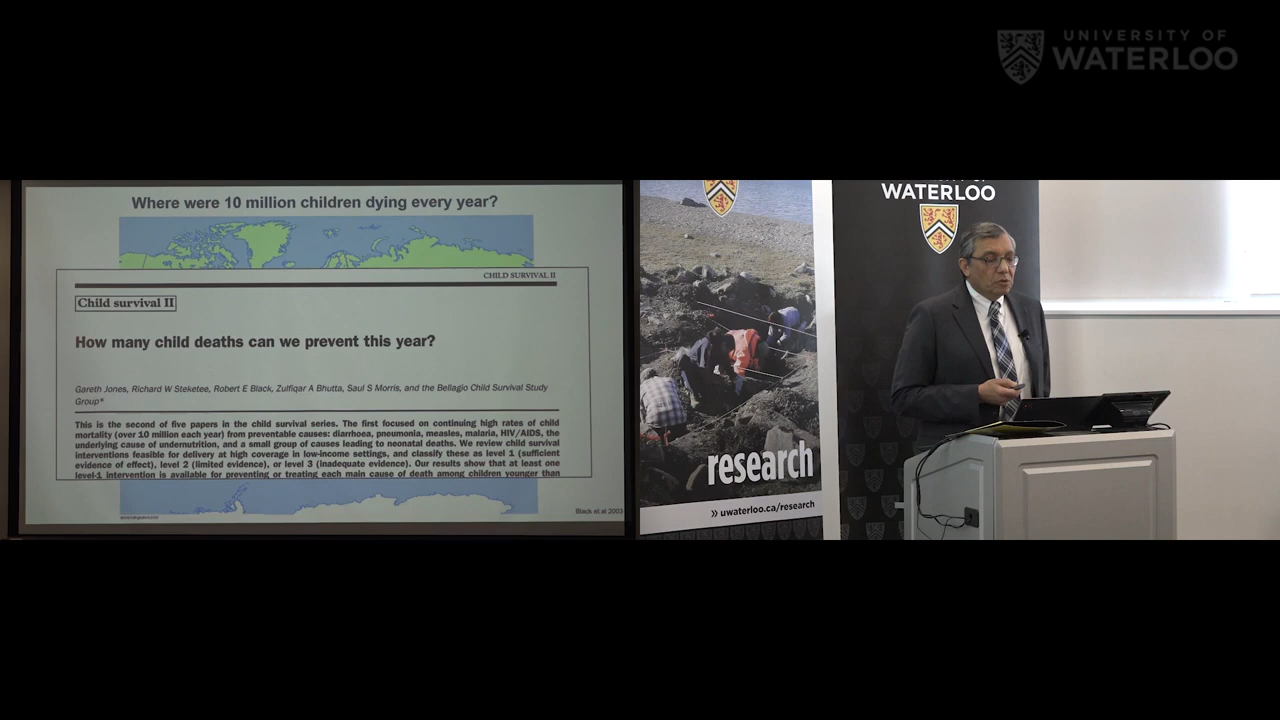 UNIVERSITY OF
WATERLOO
Where were 10 million children dying every year?
CHILD SURVIVAL II
Child survival II
How many child deaths can we prevent this year?
Gareth Jones, Richard W Steketee, Robert E Black, Zulfiqar A Bhutta, Saul S Morris, and the Bellagio Child Survival Study
Group*
This is the second of five papers in the child survival series. The first focused on continuing high rates of child
mortality (over 10 million each year) from preventable causes: diarrhoea, pneumonia, measles, malaria, HIV/AIDS, the
underlying cause of undernutrition, and a small group of causes leading to neonatal deaths. We review child survival
interventions feasible for delivery at high coverage in low-income settings, and classify these as level 1 (sufficient
evidence of effect), level 2 (limited evidence), or level 3 (inadequate evidence). Our results show that at least one
level-1 intervention is available for preventing or treating each main cause of death among children younger than
Black et al 2003
research
» uwaterloo.ca/research
WATERLOO